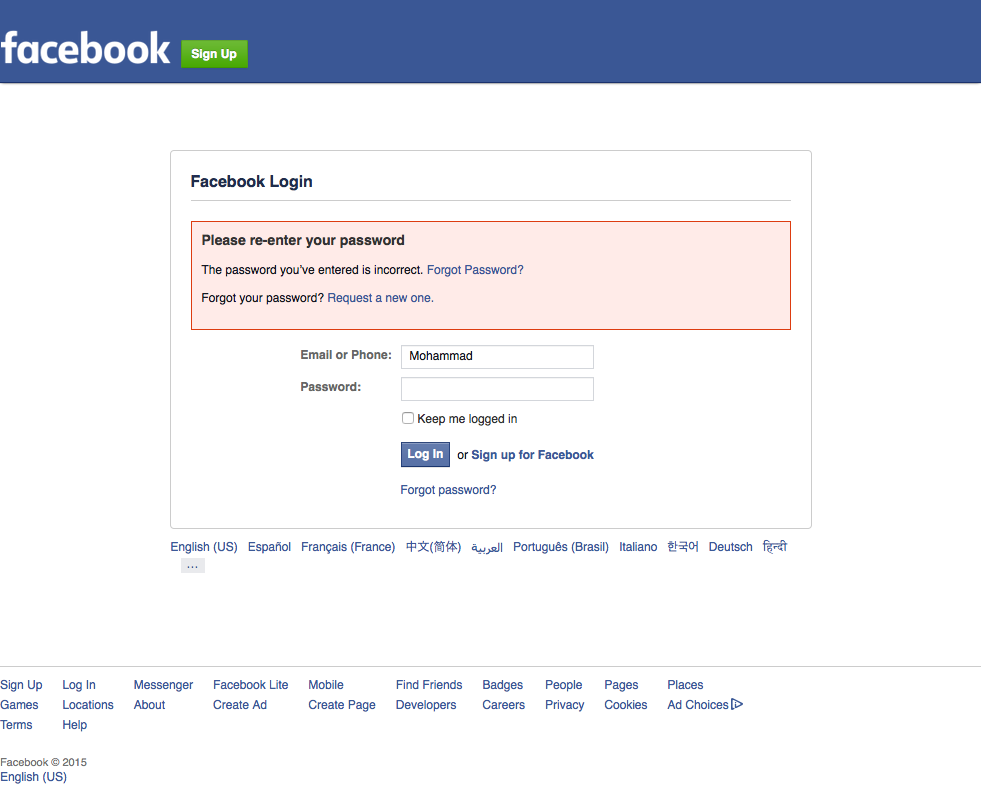 facebook Sign Up
Facebook Login
Please re-enter your password
The password you've entered is incorrect. Forgot Password?
Forgot your password? Request a new one.
Email or Phone: Mohammad
Password:
Keep me logged in
Log In or Sign up for Facebook
Forgot password?
English (US) Español Français (France) 中文(简体) العربية Português (Brasil) Italiano 한국어 Deutsch हिन्दी
...
Sign Up Log In Messenger Facebook Lite Mobile Find Friends Badges People Pages Places
Games Locations About Create Ad Create Page Developers Careers Privacy Cookies Ad Choices
Terms Help
Facebook © 2015
English (US)